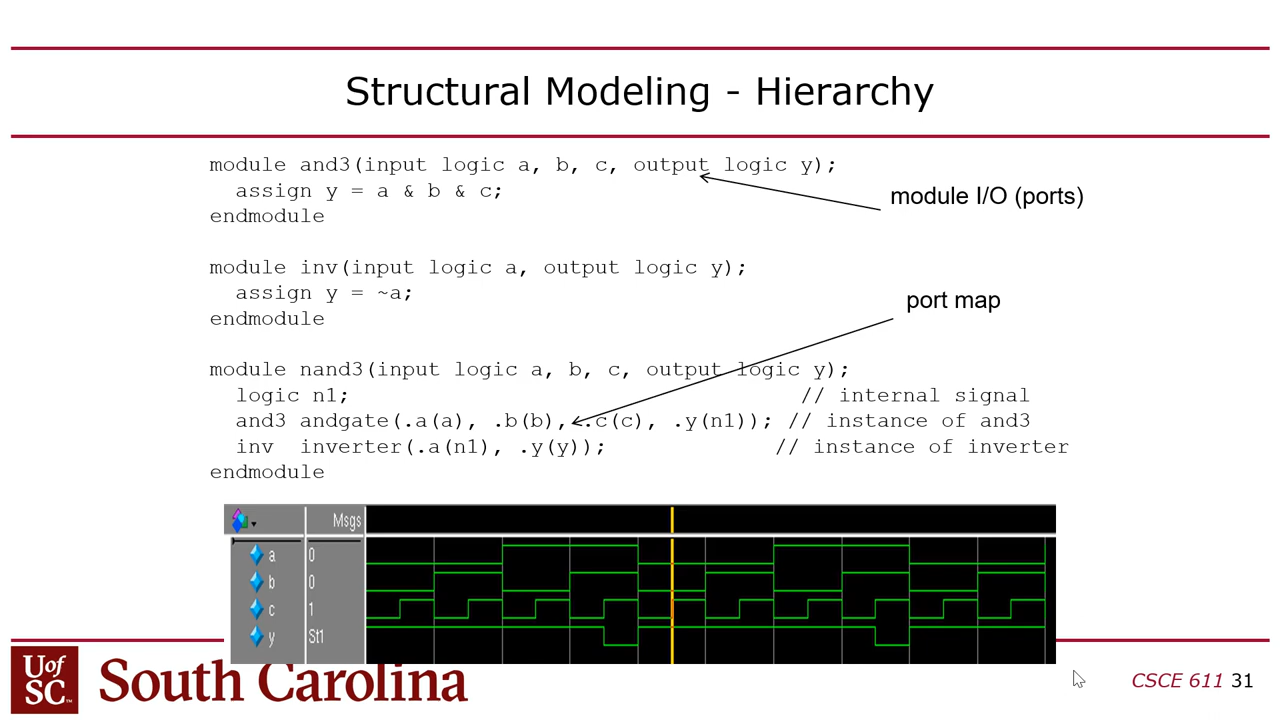 Structural Modeling - Hierarchy
module and3(input logic a, b, c, output logic y);
  assign y = a & b & c;
endmodule
module I/O (ports)
module inv(input logic a, output logic y);
  assign y = ~a;
endmodule
port map
module nand3(input logic a, b, c, output logic y);
  logic n1; // internal signal
  and3 andgate(.a(a), .b(b), .c(c), .y(n1)); // instance of and3
  inv  inverter(.a(n1), .y(y)); // instance of inverter
endmodule
Msgs
a 0
b 0
c 1
y St1
U of SC™
South Carolina
CSCE 611 31